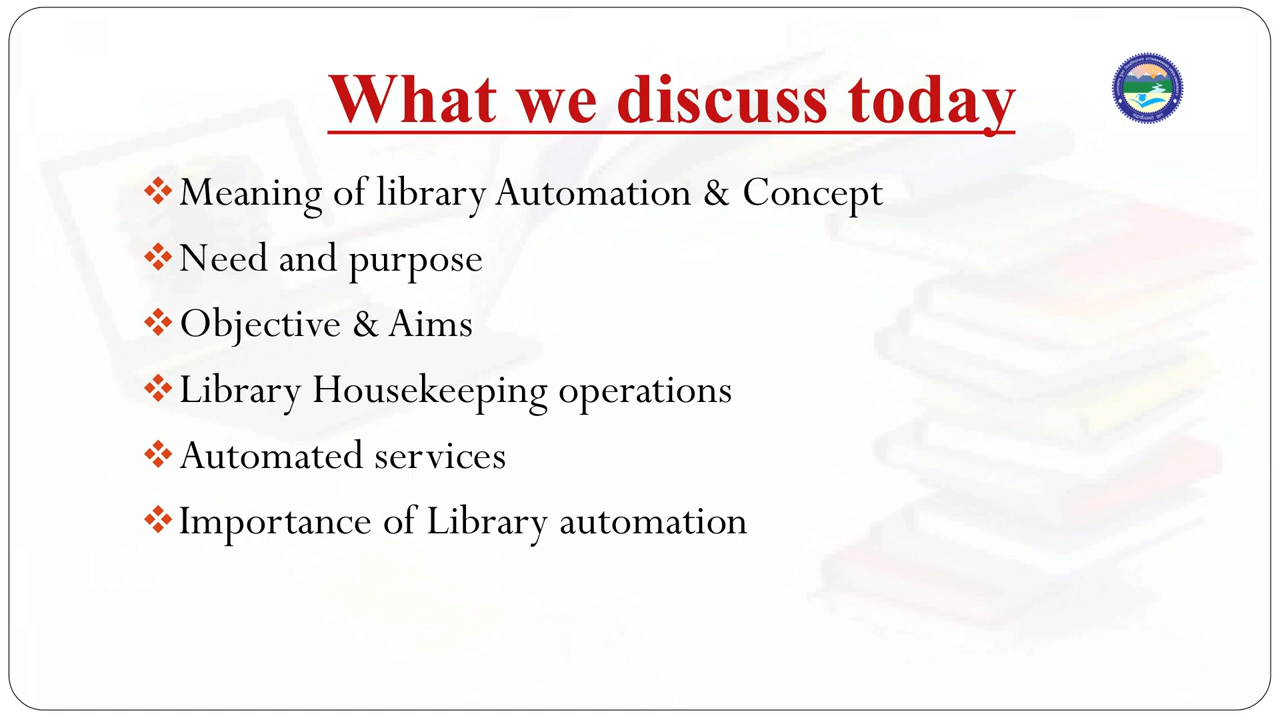 What we discuss today
Meaning of library Automation & Concept
Need and purpose
Objective & Aims
Library Housekeeping operations
Automated services
Importance of Library automation